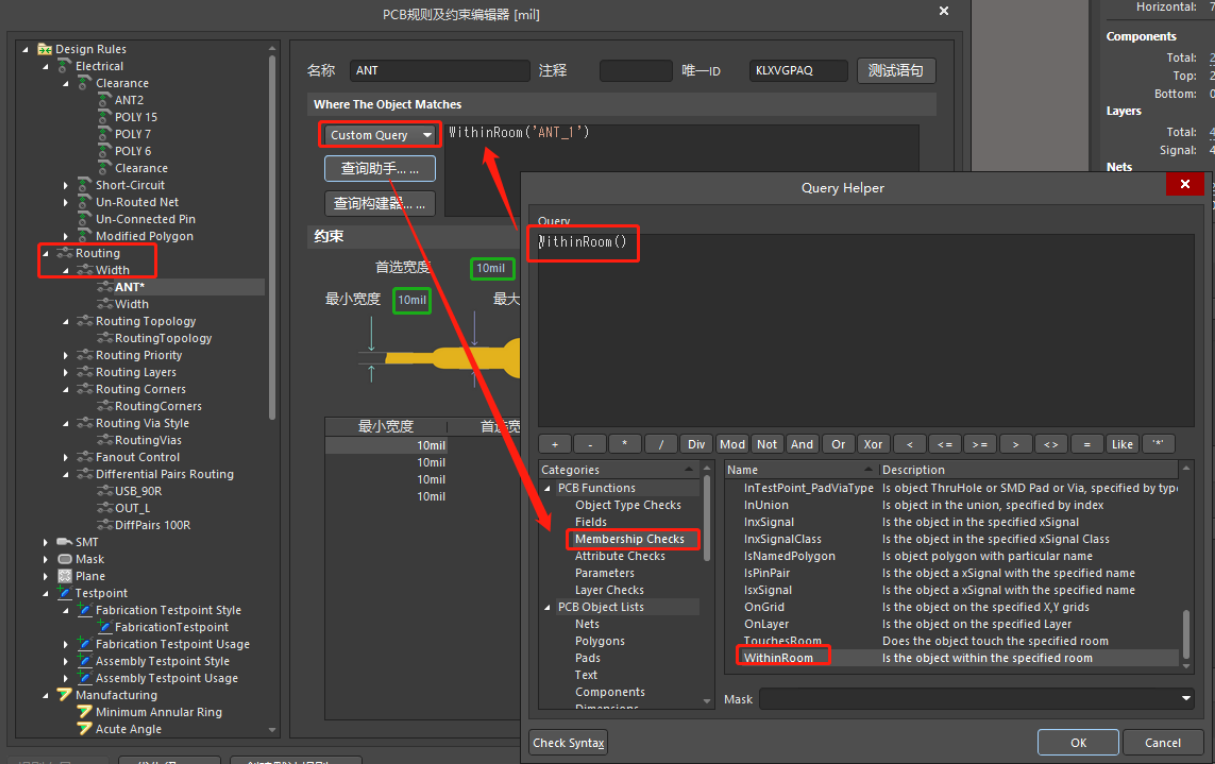 PCB规则及约束编辑器 [mil]
Horizontal: 7
Components
Total: 2
Top: 2
Bottom: 0
Layers
Total: 4
Signal: 4
Nets
Design Rules
Electrical
Clearance
ANT2
POLY 15
POLY 7
POLY 6
Clearance
Short-Circuit
Un-Routed Net
Un-Connected Pin
Modified Polygon
Routing
Width
ANT*
Width
Routing Topology
RoutingTopology
Routing Priority
Routing Layers
Routing Corners
RoutingCorners
Routing Via Style
RoutingVias
Fanout Control
Differential Pairs Routing
USB_90R
OUT_L
DiffPairs 100R
SMT
Mask
Plane
Testpoint
Fabrication Testpoint Style
FabricationTestpoint
Fabrication Testpoint Usage
Assembly Testpoint Style
Assembly Testpoint Usage
Manufacturing
Minimum Annular Ring
Acute Angle
名称 ANT 注释 唯一ID KLXVGPAQ 测试语句
Where The Object Matches
Custom Query WithinRoom('ANT_1')
查询助手... ...
查询构建器... ...
约束
首选宽度 10mil
最小宽度 10mil 最大
最小宽度 首选宽
10mil
10mil
10mil
10mil
Query Helper
Query
WithinRoom()
+ - * / Div Mod Not And Or Xor < <= >= > <> = Like '*'
Categories
PCB Functions
Object Type Checks
Fields
Membership Checks
Attribute Checks
Parameters
Layer Checks
PCB Object Lists
Nets
Polygons
Pads
Text
Components
Dimensions
Name Description
InTestPoint_PadViaType Is object ThruHole or SMD Pad or Via, specified by type
InUnion Is object in the union, specified by index
InxSignal Is the object in the specified xSignal
InxSignalClass Is the object in the specified xSignal Class
IsNamedPolygon Is object polygon with particular name
IsPinPair Is the object a xSignal with the specified name
IsxSignal Is the object a xSignal with the specified name
OnGrid Is the object on the specified X,Y grids
OnLayer Is the object on the specified Layer
TouchesRoom Does the object touch the specified room
WithinRoom Is the object within the specified room
Mask
Check Syntax OK Cancel